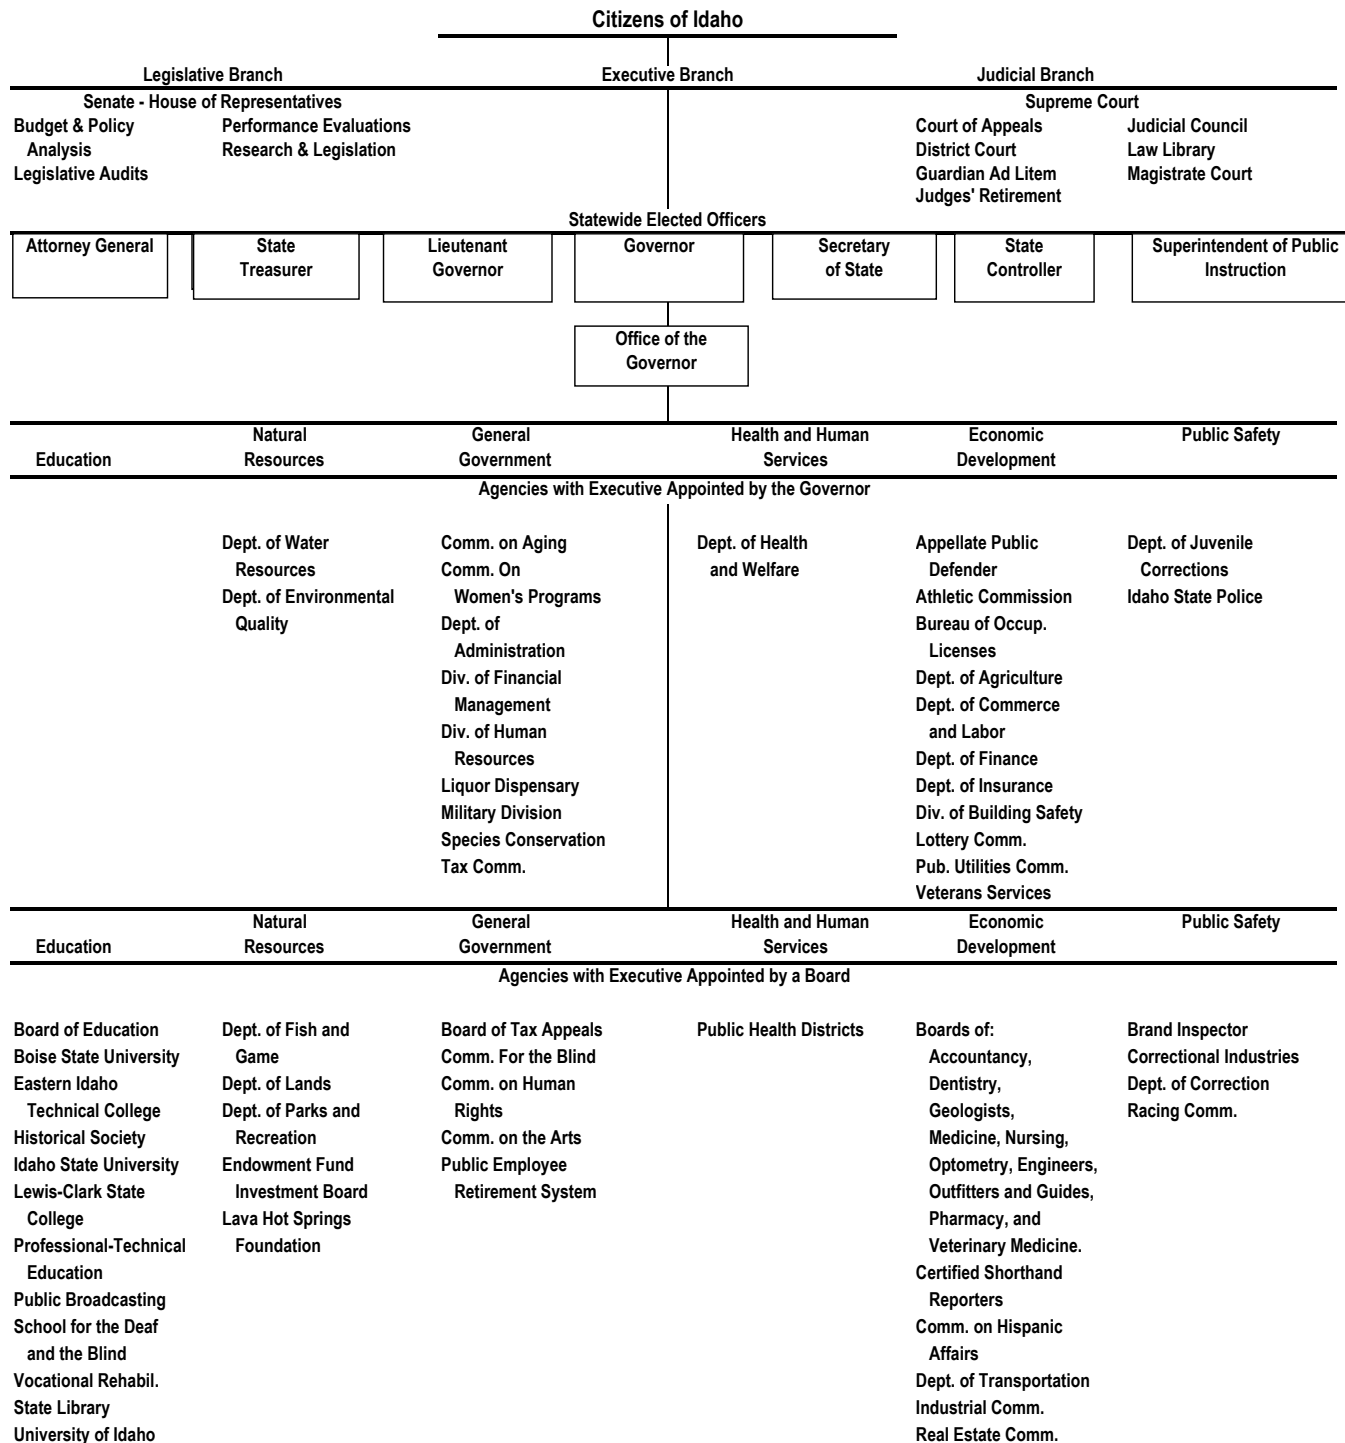 Citizens of Idaho
Legislative Branch
Executive Branch
Judicial Branch
Senate - House of Representatives
Budget & Policy
Analysis
Legislative Audits
Performance Evaluations
Research & Legislation
Supreme Court
Court of Appeals
District Court
Guardian Ad Litem
Judges' Retirement
Judicial Council
Law Library
Magistrate Court
Statewide Elected Officers
Attorney General
State
Treasurer
Lieutenant
Governor
Governor
Secretary
of State
State
Controller
Superintendent of Public
Instruction
Office of the
Governor
Education
Natural
Resources
General
Government
Health and Human
Services
Economic
Development
Public Safety
Agencies with Executive Appointed by the Governor
Dept. of Water
Resources
Dept. of Environmental
Quality
Comm. on Aging
Comm. On
Women's Programs
Dept. of
Administration
Div. of Financial
Management
Div. of Human
Resources
Liquor Dispensary
Military Division
Species Conservation
Tax Comm.
Dept. of Health
and Welfare
Appellate Public
Defender
Athletic Commission
Bureau of Occup.
Licenses
Dept. of Agriculture
Dept. of Commerce
and Labor
Dept. of Finance
Dept. of Insurance
Div. of Building Safety
Lottery Comm.
Pub. Utilities Comm.
Veterans Services
Dept. of Juvenile
Corrections
Idaho State Police
Education
Natural
Resources
General
Government
Health and Human
Services
Economic
Development
Public Safety
Agencies with Executive Appointed by a Board
Board of Education
Boise State University
Eastern Idaho
Technical College
Historical Society
Idaho State University
Lewis-Clark State
College
Professional-Technical
Education
Public Broadcasting
School for the Deaf
and the Blind
Vocational Rehabil.
State Library
University of Idaho
Dept. of Fish and
Game
Dept. of Lands
Dept. of Parks and
Recreation
Endowment Fund
Investment Board
Lava Hot Springs
Foundation
Board of Tax Appeals
Comm. For the Blind
Comm. on Human
Rights
Comm. on the Arts
Public Employee
Retirement System
Public Health Districts
Boards of:
Accountancy,
Dentistry,
Geologists,
Medicine, Nursing,
Optometry, Engineers,
Outfitters and Guides,
Pharmacy, and
Veterinary Medicine.
Certified Shorthand
Reporters
Comm. on Hispanic
Affairs
Dept. of Transportation
Industrial Comm.
Real Estate Comm.
Brand Inspector
Correctional Industries
Dept. of Correction
Racing Comm.